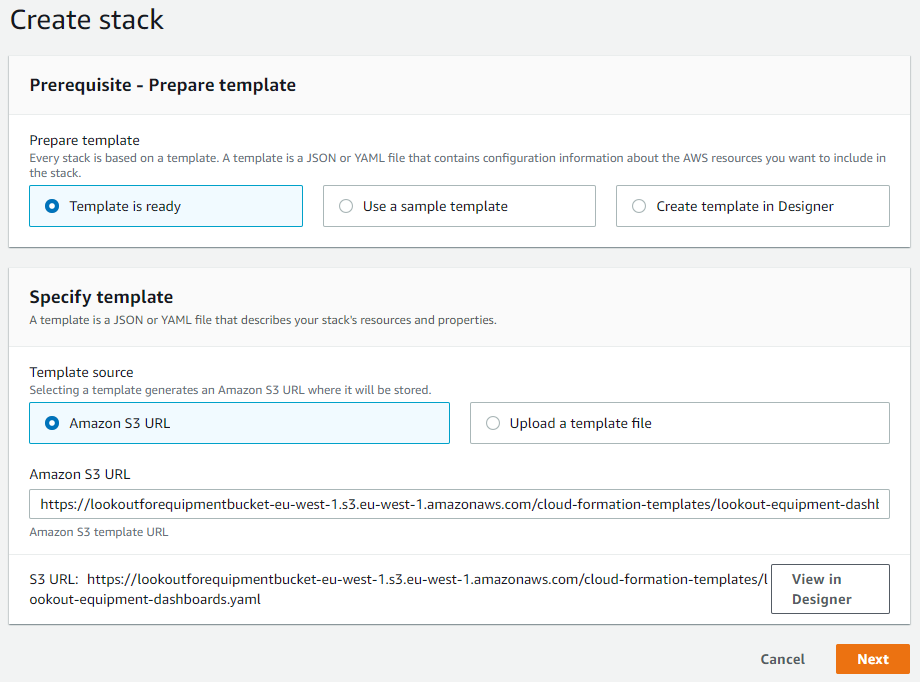 Create stack
Prerequisite - Prepare template
Prepare template
Every stack is based on a template. A template is a JSON or YAML file that contains configuration information about the AWS resources you want to include in
the stack.
Template is ready
Use a sample template
Create template in Designer
Specify template
A template is a JSON or YAML file that describes your stack's resources and properties.
Template source
Selecting a template generates an Amazon S3 URL where it will be stored.
Amazon S3 URL
Upload a template file
Amazon S3 URL
https://lookoutforequipmentbucket-eu-west-1.s3.eu-west-1.amazonaws.com/cloud-formation-templates/lookout-equipment-dashb
Amazon S3 template URL
S3 URL: https://lookoutforequipmentbucket-eu-west-1.s3.eu-west-1.amazonaws.com/cloud-formation-templates/l
ookout-equipment-dashboards.yaml
View in
Designer
Cancel
Next